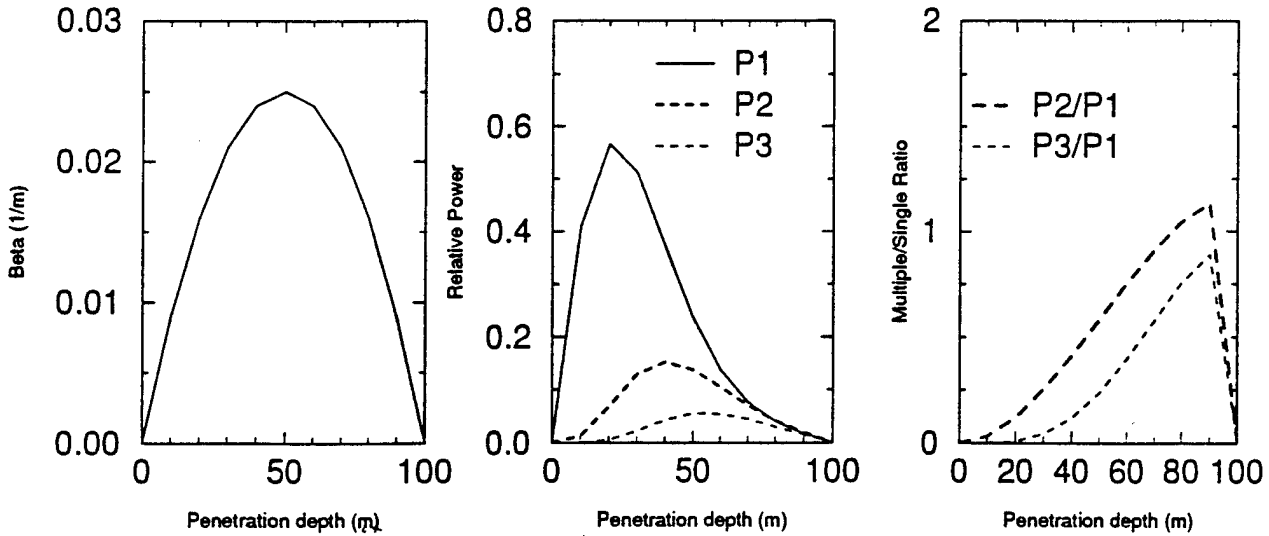 0.03
0.02
0.01
0.00
Beta (1/m)
0
50
100
Penetration depth (m)
0.8
0.6
0.4
0.2
0.0
Relative Power
P1
P2
P3
0
50
100
Penetration depth (m)
2
1
0
Multiple/Single Ratio
P2/P1
P3/P1
0
20
40
60
80
100
Penetration depth (m)